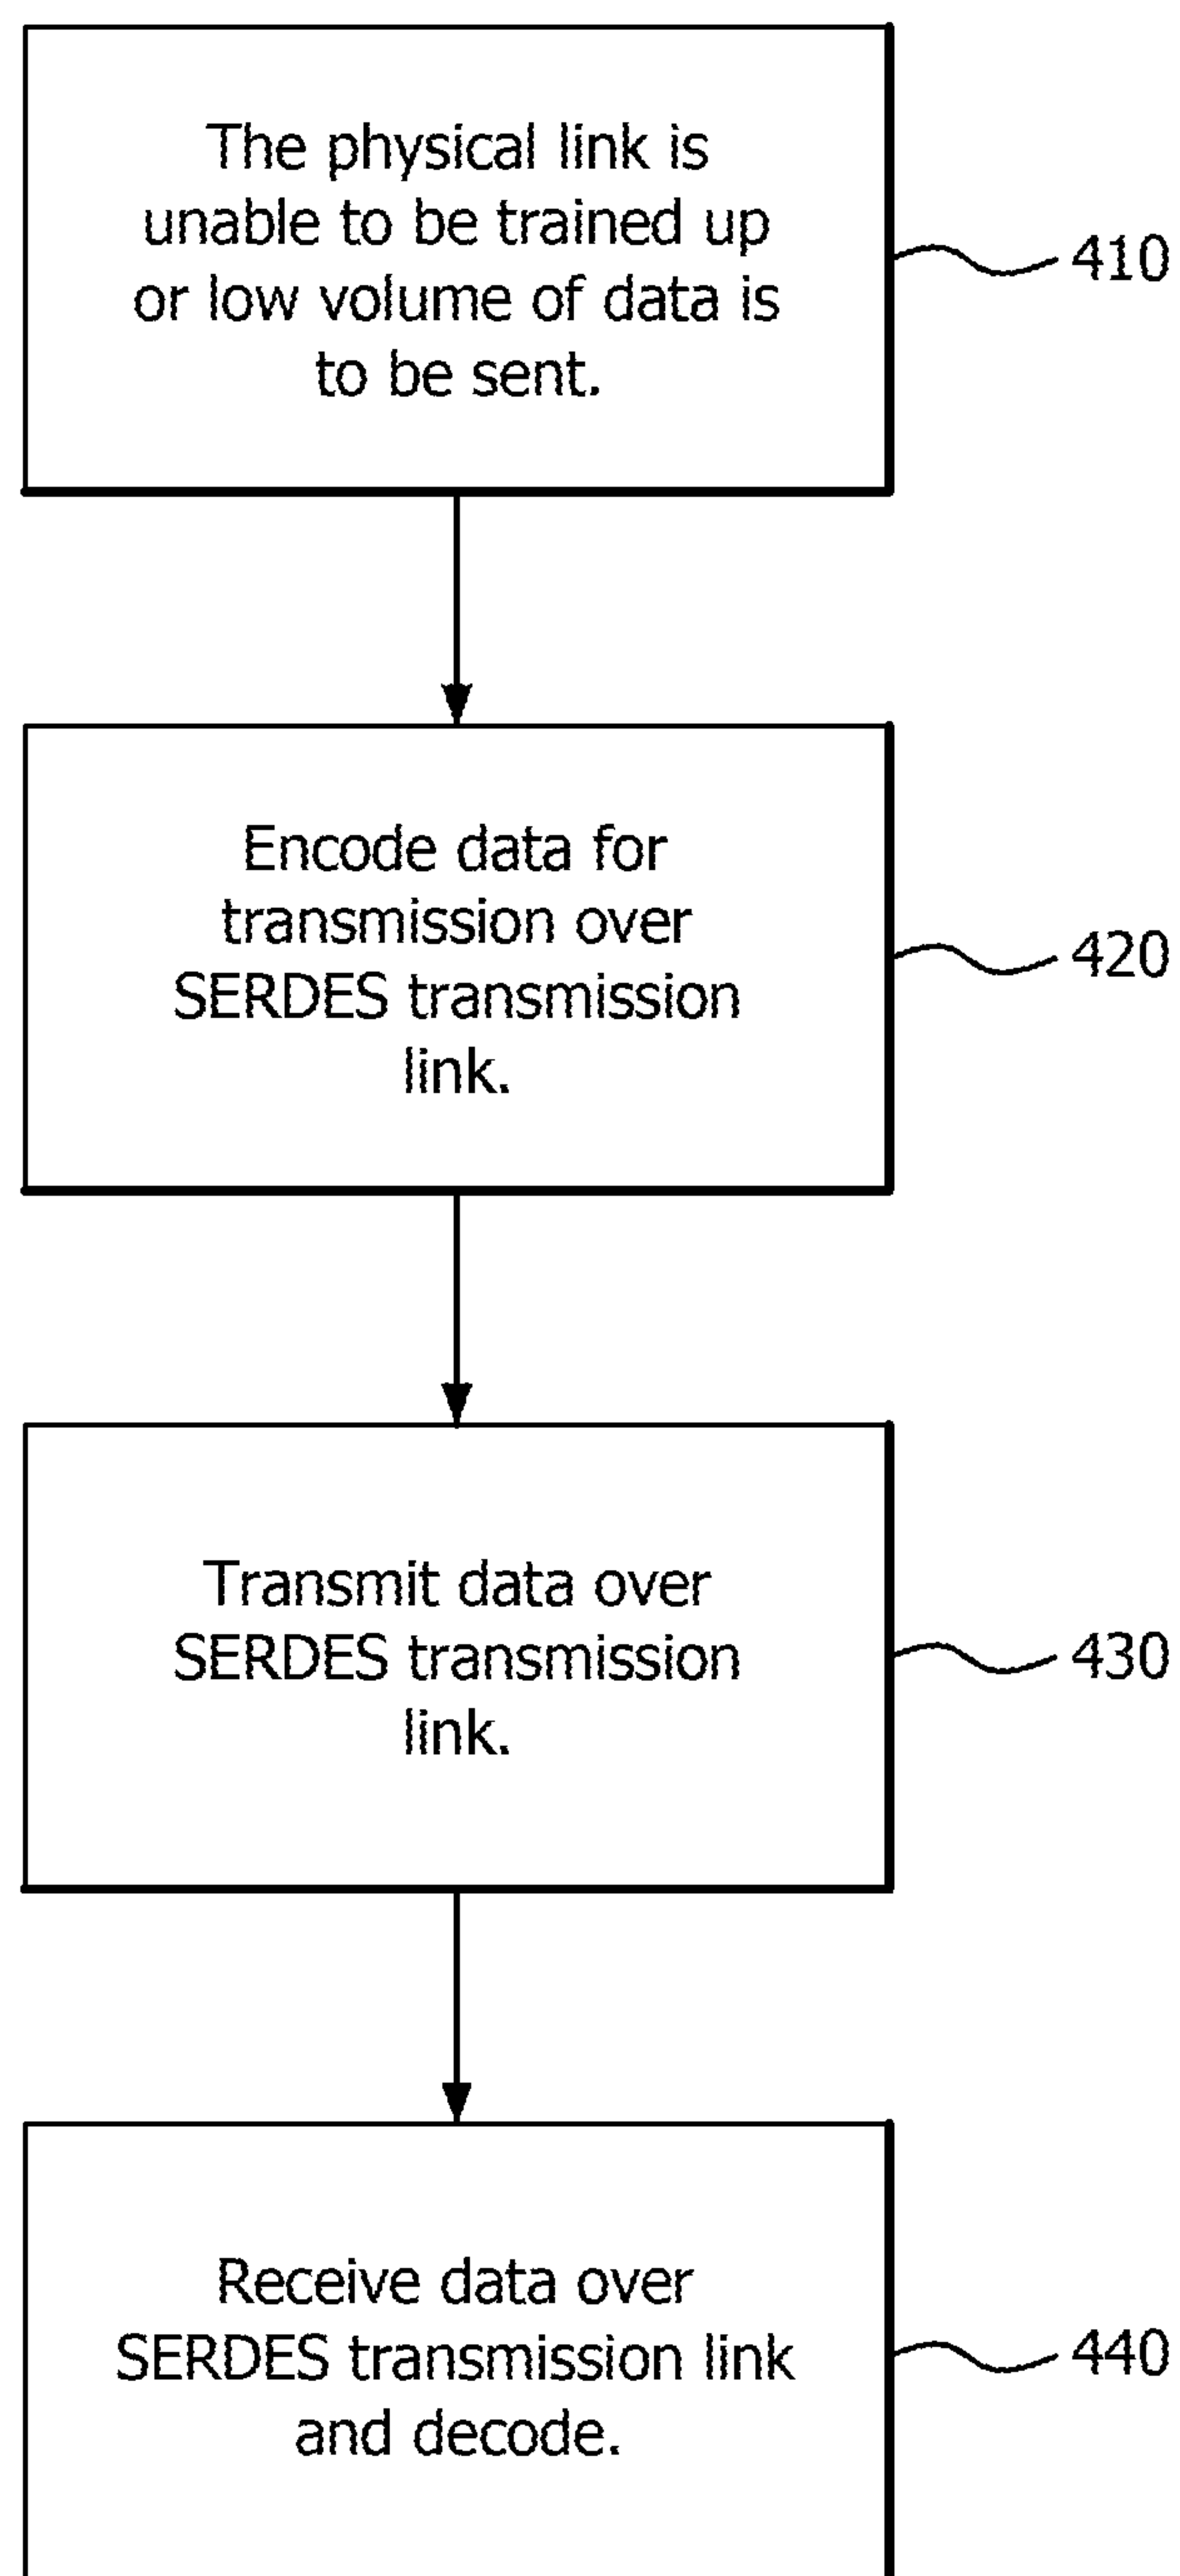 The physical link is
unable to be trained up
or low volume of data is
to be sent.
410
Encode data for
transmission over
SERDES transmission
link.
420
Transmit data over
SERDES transmission
link.
430
Receive data over
SERDES transmission link
and decode.
440